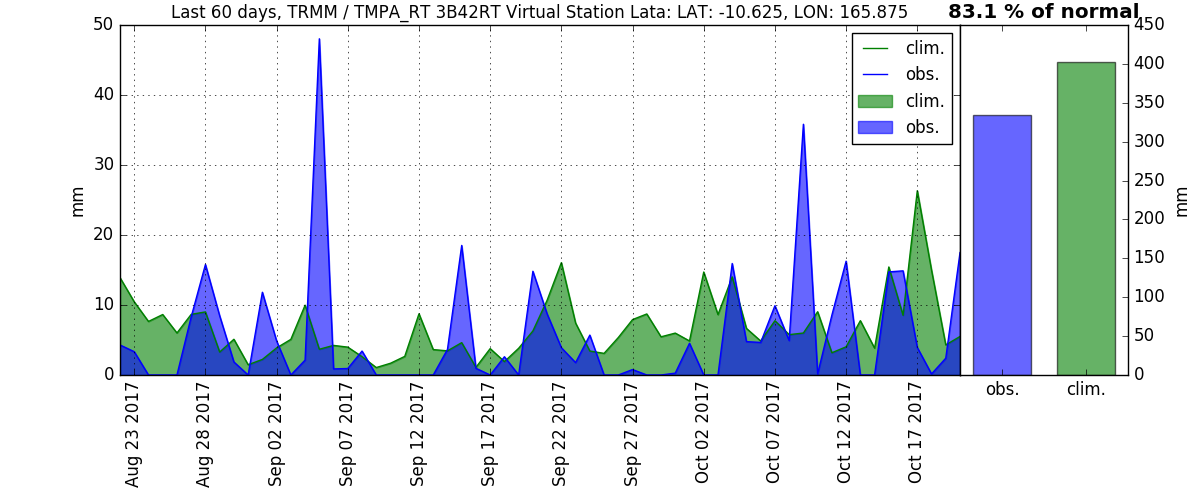 Last 60 days, TRMM / TMPA_RT 3B42RT Virtual Station Lata: LAT: -10.625, LON: 165.875
83.1 % of normal
50
40
30
20
10
0
mm
clim.
obs.
clim.
obs.
Aug 23 2017
Aug 28 2017
Sep 02 2017
Sep 07 2017
Sep 12 2017
Sep 17 2017
Sep 22 2017
Sep 27 2017
Oct 02 2017
Oct 07 2017
Oct 12 2017
Oct 17 2017
450
400
350
300
250
200
150
100
50
0
mm
obs.
clim.